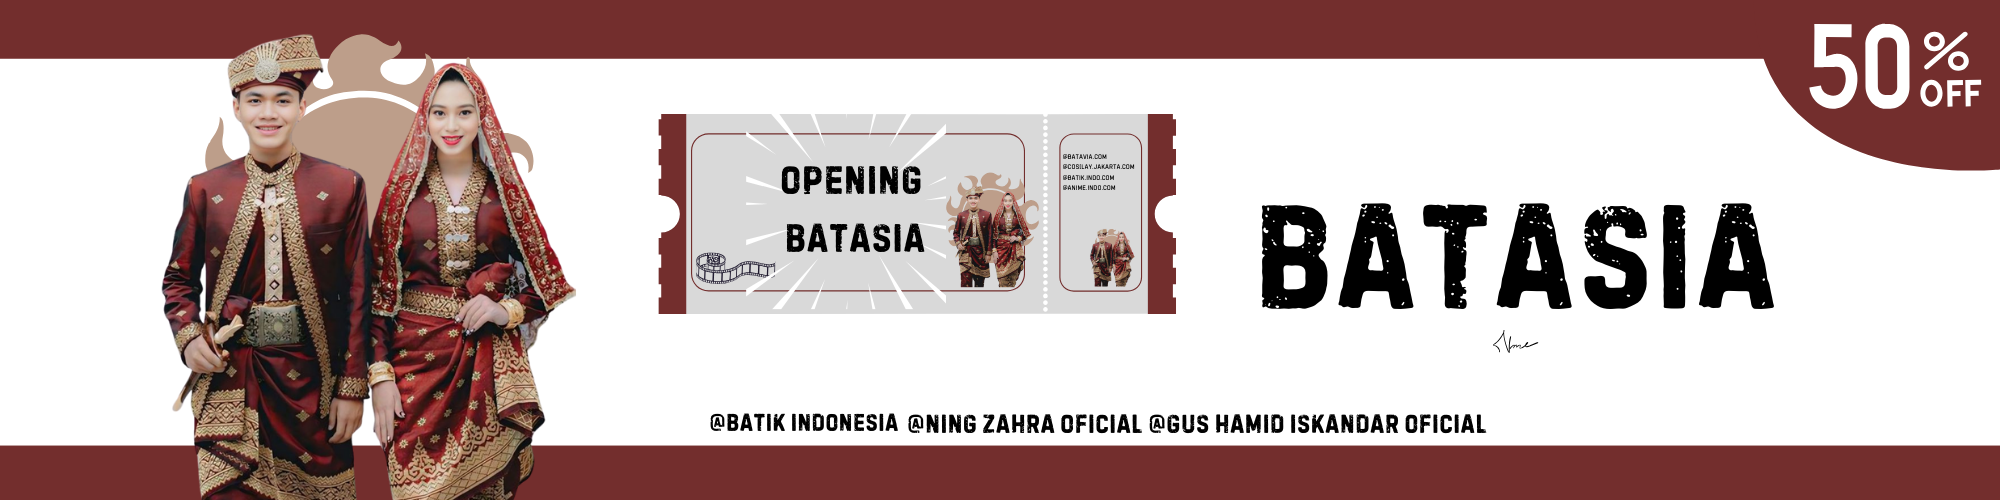 50% OFF
OPENING
BATASIA
@BATAVIA.COM
@COSILAY.JAKARTA.COM
@BATIK.INDO.COM
@ANIME.INDO.COM
BATASIA
@BATIK INDONESIA @NING ZAHRA OFICIAL @GUS HAMID ISKANDAR OFICIAL